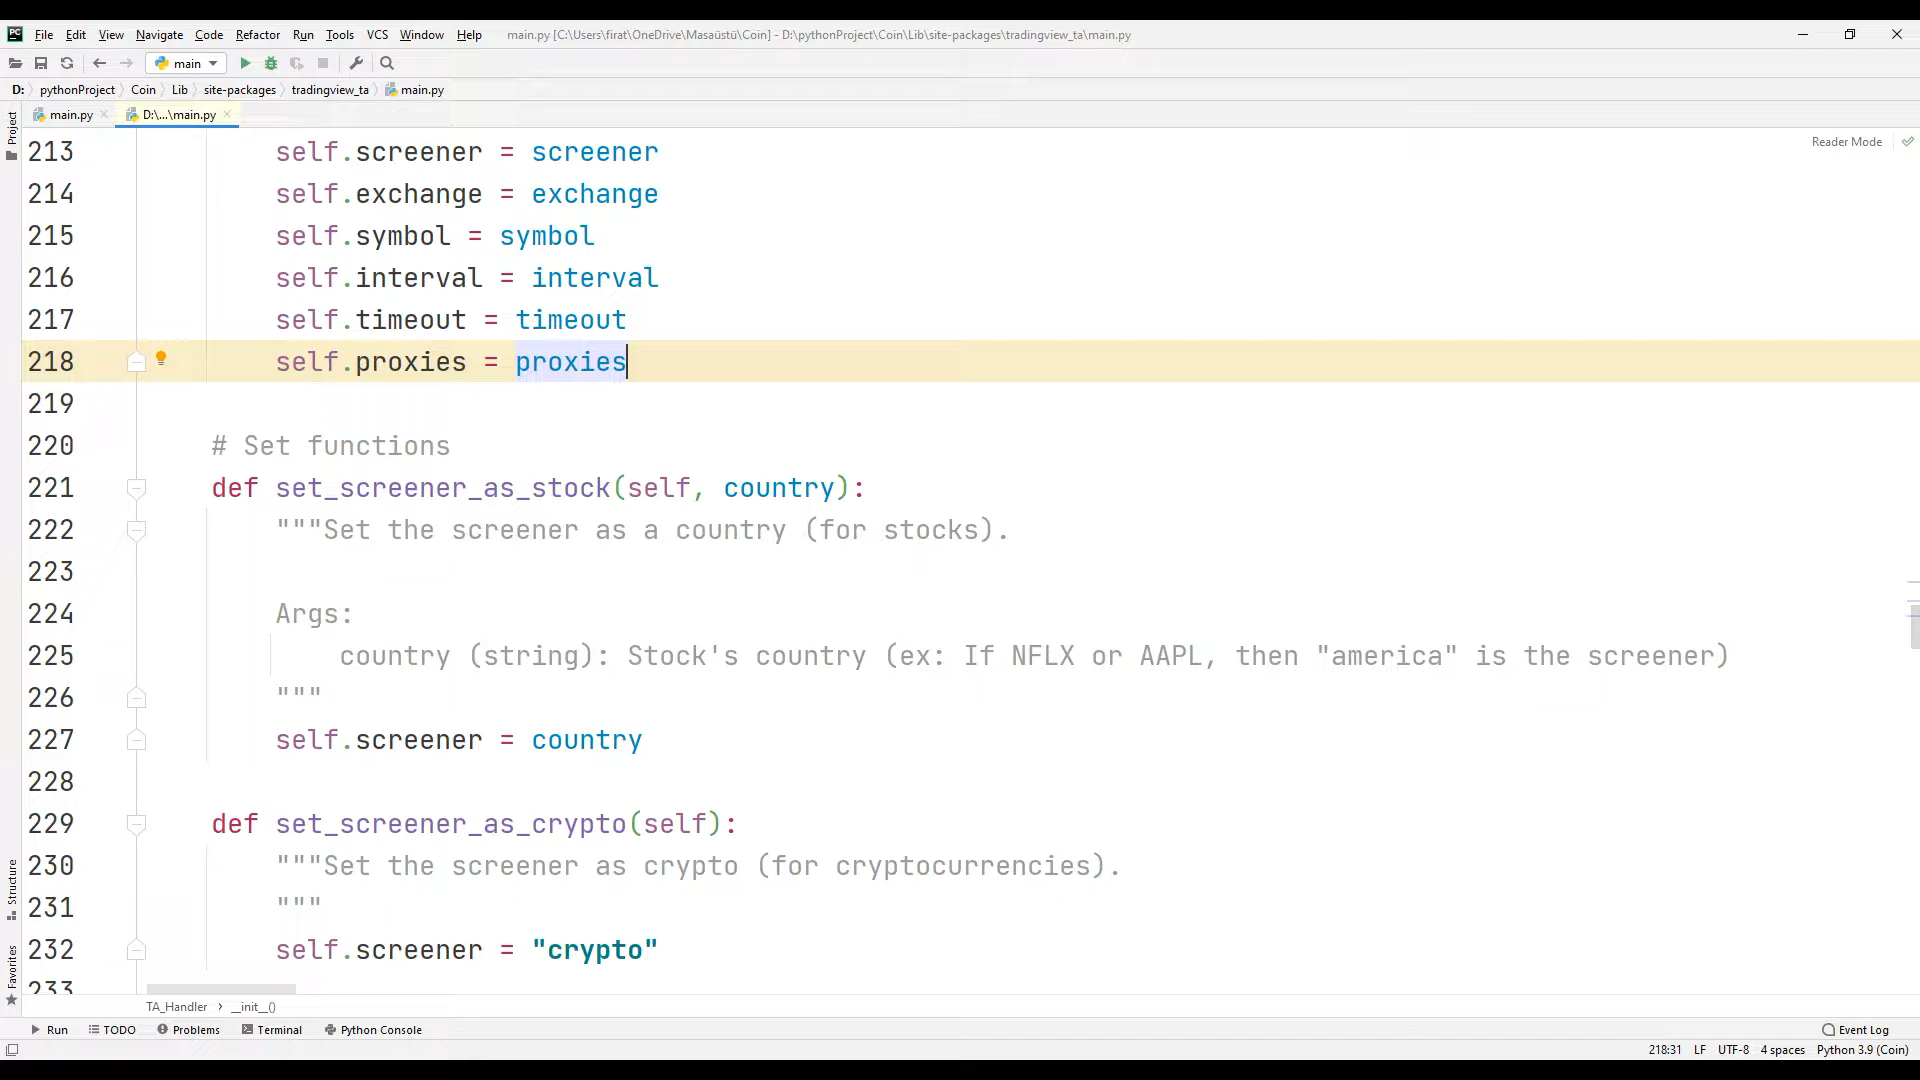 File Edit View Navigate Code Refactor Run Tools VCS Window Help main.py [C:\Users\firat\OneDrive\Masaüstü\Coin] - D:\pythonProject\Coin\Lib\site-packages\tradingview_ta\main.py
main
D: pythonProject Coin Lib site-packages tradingview_ta main.py
main.py D:\...\main.py
Project
Reader Mode
213 self.screener = screener
214 self.exchange = exchange
215 self.symbol = symbol
216 self.interval = interval
217 self.timeout = timeout
218 self.proxies = proxies
219
220 # Set functions
221 def set_screener_as_stock(self, country):
222 """Set the screener as a country (for stocks).
223
224 Args:
225 country (string): Stock's country (ex: If NFLX or AAPL, then "america" is the screener)
226 """
227 self.screener = country
228
229 def set_screener_as_crypto(self):
230 """Set the screener as crypto (for cryptocurrencies).
231 """
232 self.screener = "crypto"
233
Structure
Favorites
TA_Handler __init__()
Run TODO Problems Terminal Python Console Event Log
218:31 LF UTF-8 4 spaces Python 3.9 (Coin)